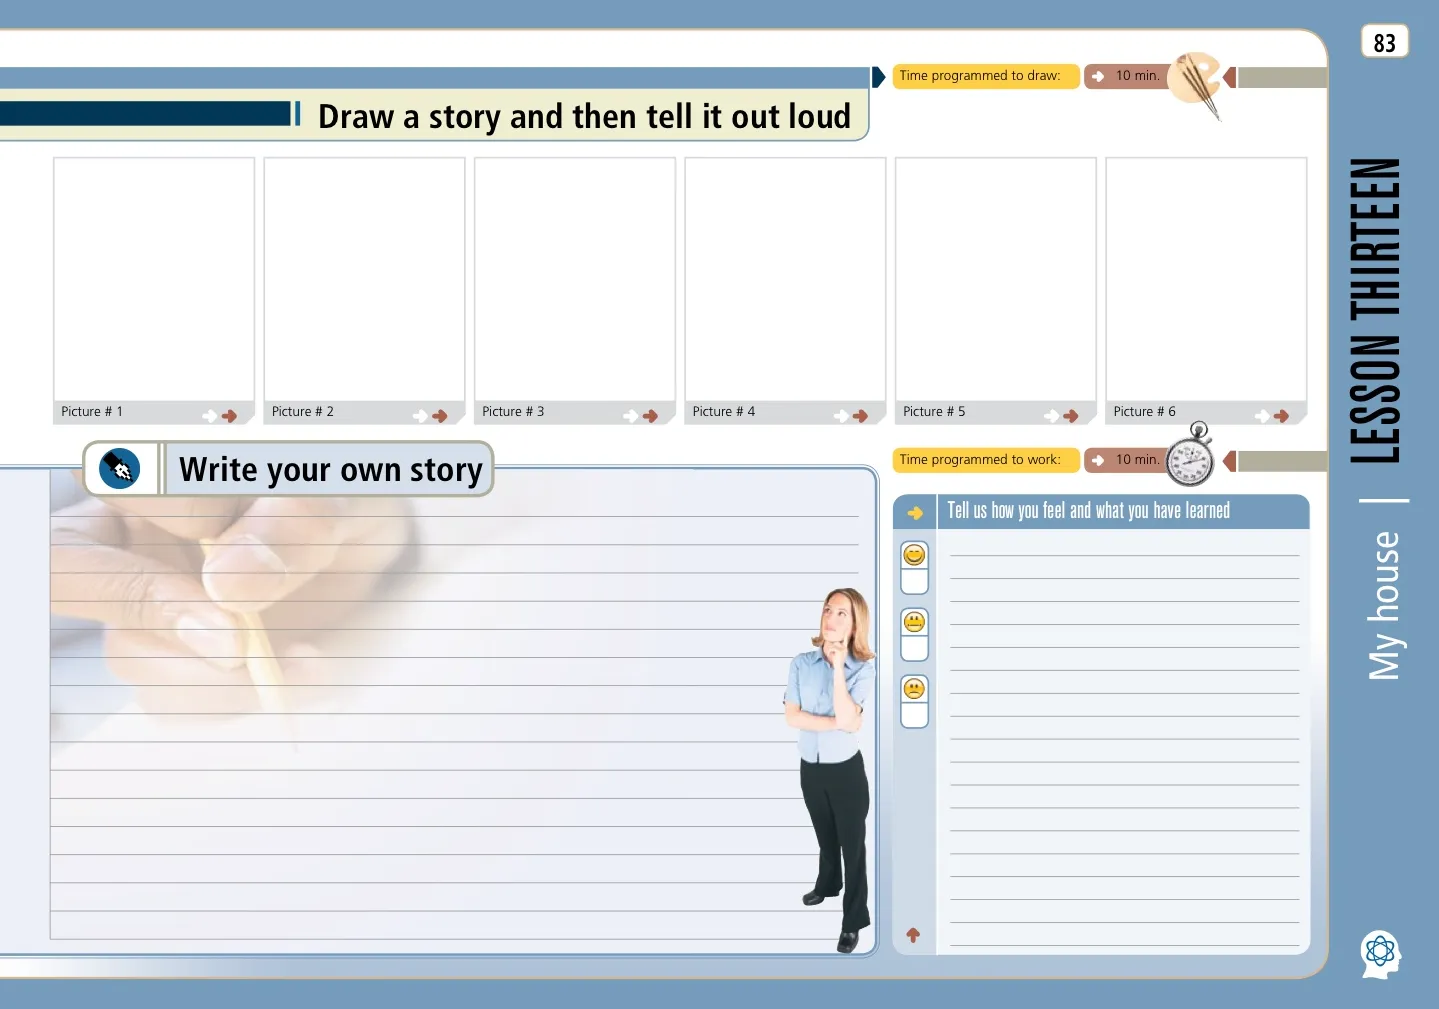 83
Time programmed to draw:
10 min.
Draw a story and then tell it out loud
Picture # 1
Picture # 2
Picture # 3
Picture # 4
Picture # 5
Picture # 6
Write your own story
Time programmed to work:
10 min.
Tell us how you feel and what you have learned
LESSON THIRTEEN
My house